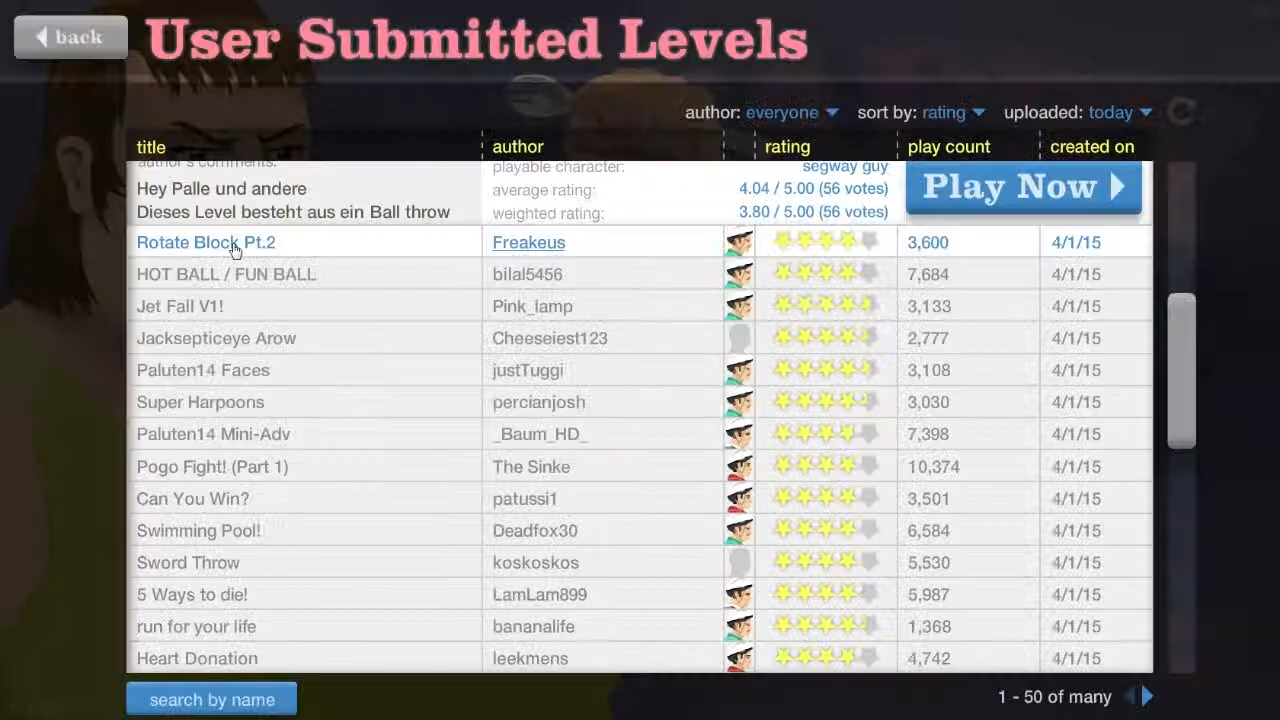 back
User Submitted Levels
author: everyone sort by: rating uploaded: today
title author rating play count created on
author's comments: playable character: segway guy
Hey Palle und andere average rating: 4.04 / 5.00 (56 votes) Play Now
Dieses Level besteht aus ein Ball throw weighted rating: 3.80 / 5.00 (56 votes)
Rotate Block Pt.2 Freakeus 3,600 4/1/15
HOT BALL / FUN BALL bilal5456 7,684 4/1/15
Jet Fall V1! Pink_lamp 3,133 4/1/15
Jacksepticeye Arow Cheeseiest123 2,777 4/1/15
Paluten14 Faces justTuggi 3,108 4/1/15
Super Harpoons percianjosh 3,030 4/1/15
Paluten14 Mini-Adv _Baum_HD_ 7,398 4/1/15
Pogo Fight! (Part 1) The Sinke 10,374 4/1/15
Can You Win? patussi1 3,501 4/1/15
Swimming Pool! Deadfox30 6,584 4/1/15
Sword Throw koskoskos 5,530 4/1/15
5 Ways to die! LamLam899 5,987 4/1/15
run for your life bananalife 1,368 4/1/15
Heart Donation leekmens 4,742 4/1/15
search by name 1 - 50 of many